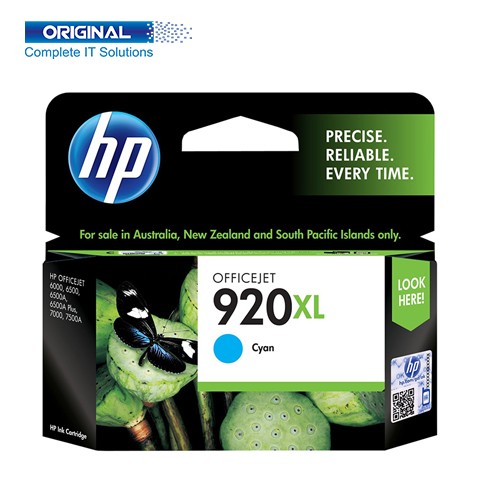 ORIGINAL
Complete IT Solutions
hp
PRECISE.
RELIABLE.
EVERY TIME.
For sale in Australia, New Zealand and South Pacific Islands only.
HP OFFICEJET
6000, 6500,
6500A,
6500A Plus,
7000, 7500A
OFFICEJET
920XL
Cyan
LOOK
HERE!
hp
HP Ink Cartridge